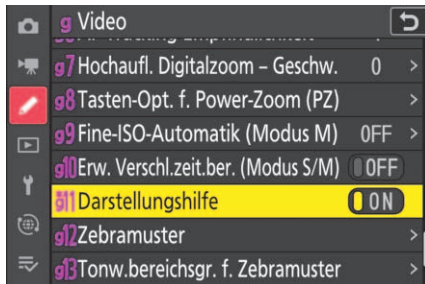 g Video
g7 Hochaufl. Digitalzoom – Geschw. 0 >
g8 Tasten-Opt. f. Power-Zoom (PZ) >
g9 Fine-ISO-Automatik (Modus M) OFF >
g10 Erw. Verschl.zeit.ber. (Modus S/M) OFF
g11 Darstellungshilfe ON
g12 Zebramuster >
g13 Tonw.bereichsgr. f. Zebramuster >